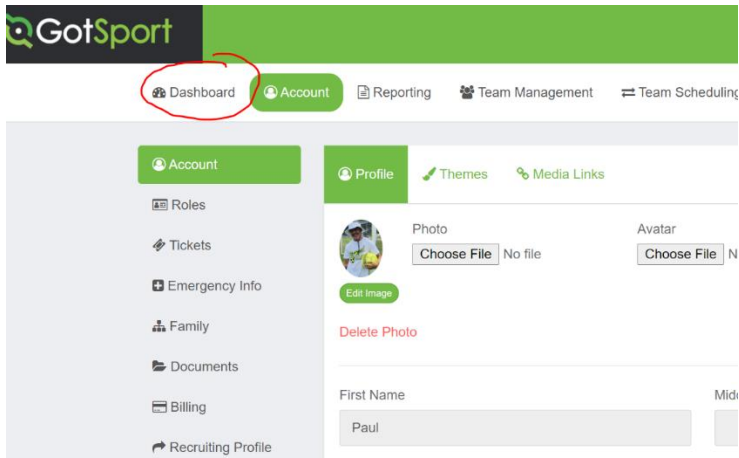 GotSport
Dashboard Account Reporting Team Management Team Scheduling
Account
Profile Themes Media Links
Roles
Photo Avatar
Choose File No file Choose File N
Tickets
Emergency Info
Edit Image
Family
Delete Photo
Documents
First Name Midd
Billing
Paul
Recruiting Profile